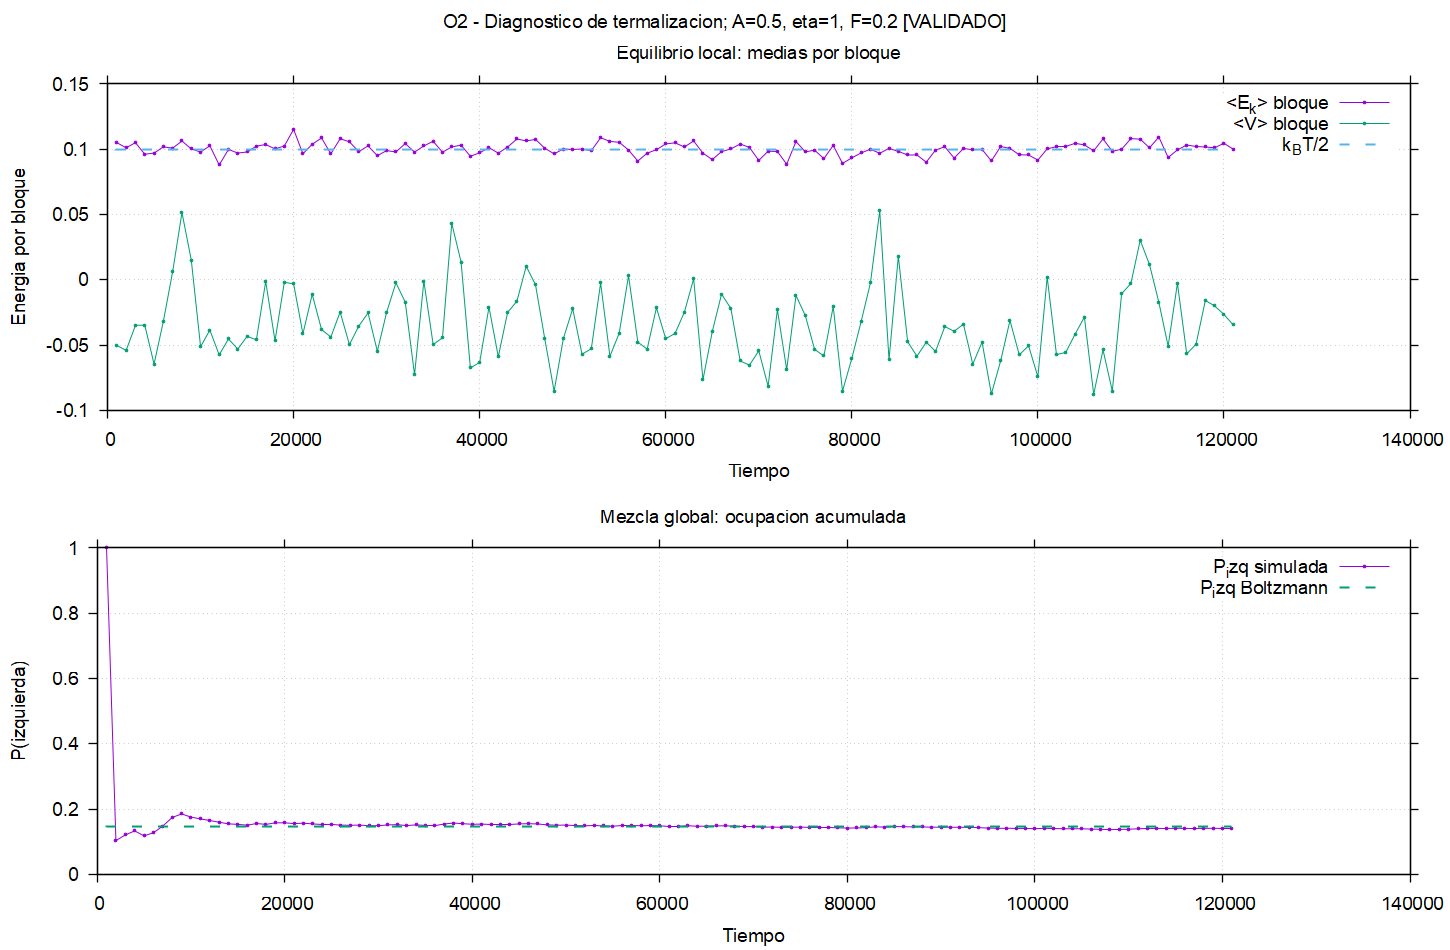 O2 - Diagnostico de termalizacion; A=0.5, eta=1, F=0.2 [VALIDADO]
Equilibrio local: medias por bloque
0.15
0.1
0.05
0
-0.05
-0.1
Energia por bloque
<Ek> bloque
<V> bloque
kBT/2
0 20000 40000 60000 80000 100000 120000 140000
Tiempo
Mezcla global: ocupacion acumulada
1
0.8
0.6
0.4
0.2
0
P(izquierda)
Pizq simulada
Pizq Boltzmann
0 20000 40000 60000 80000 100000 120000 140000
Tiempo